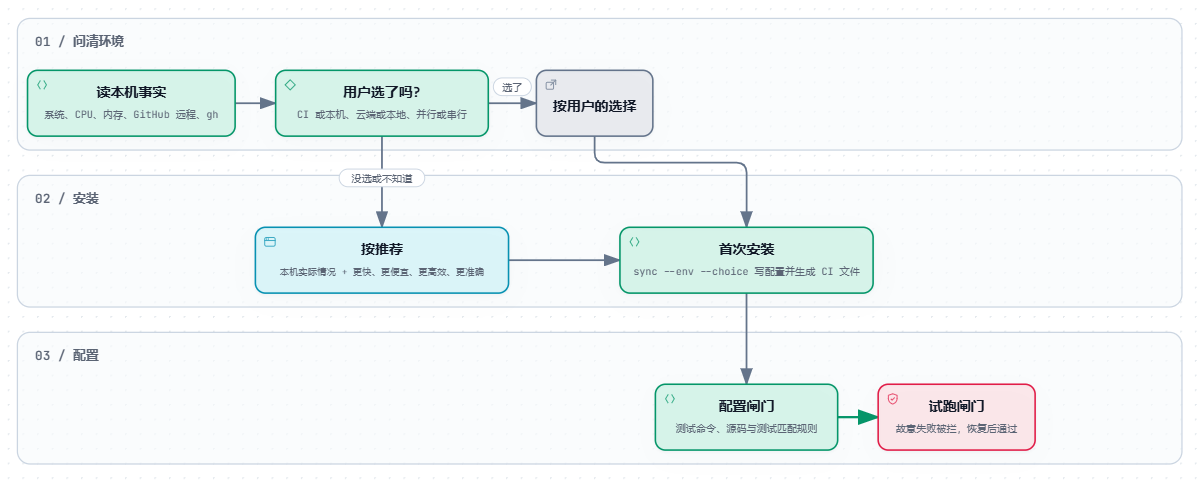 01 / 问清环境
读本机事实
系统、CPU、内存、GitHub 远程、gh
用户选了吗?
CI 或本机、云端或本地、并行或串行
选了
按用户的选择
没选或不知道
02 / 安装
按推荐
本机实际情况 + 更快、更便宜、更高效、更准确
首次安装
sync --env --choice 写配置并生成 CI 文件
03 / 配置
配置闸门
测试命令、源码与测试匹配规则
试跑闸门
故意失败被拦，恢复后通过